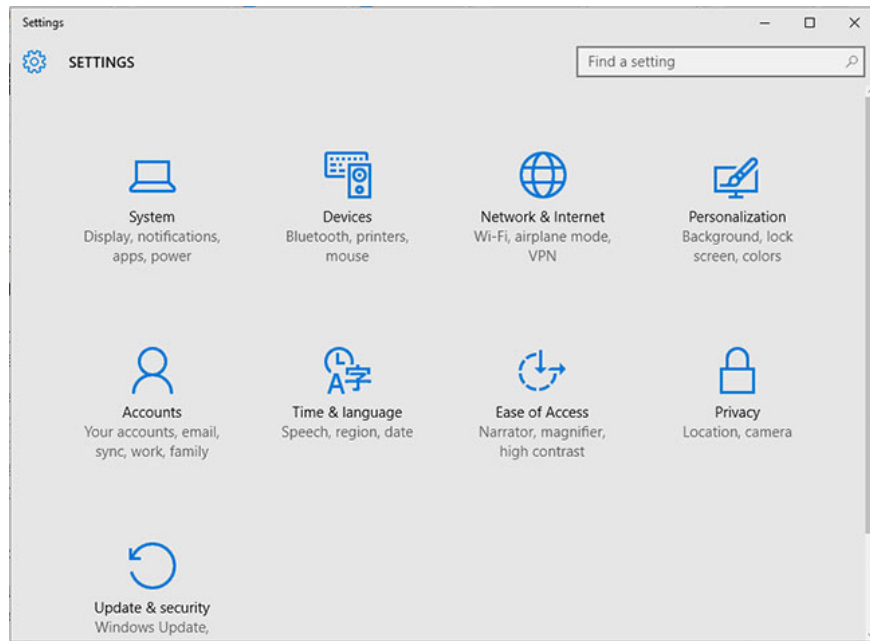 Settings
SETTINGS
Find a setting
System
Display, notifications,
apps, power
Devices
Bluetooth, printers,
mouse
Network & Internet
Wi-Fi, airplane mode,
VPN
Personalization
Background, lock
screen, colors
Accounts
Your accounts, email,
sync, work, family
A字
Time & language
Speech, region, date
Ease of Access
Narrator, magnifier,
high contrast
Privacy
Location, camera
Update & security
Windows Update,